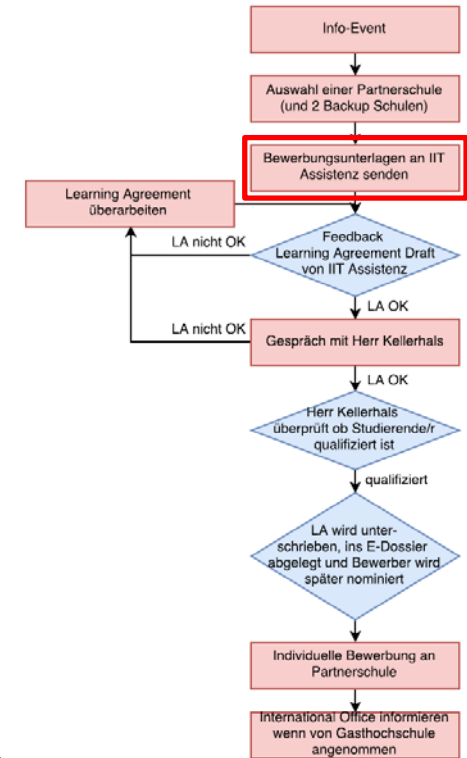 Info-Event
Auswahl einer Partnerschule
(und 2 Backup Schulen)
Bewerbungsunterlagen an IIT
Assistenz senden
Learning Agreement
überarbeiten
LA nicht OK
Feedback
Learning Agreement Draft
von IIT Assistenz
LA OK
LA nicht OK
Gespräch mit Herr Kellerhals
LA OK
Herr Kellerhals
überprüft ob Studierende/r
qualifiziert ist
qualifiziert
LA wird unter-
schrieben, ins E-Dossier
abgelegt und Bewerber wird
später nominiert
Individuelle Bewerbung an
Partnerschule
International Office informieren
wenn von Gasthochschule
angenommen